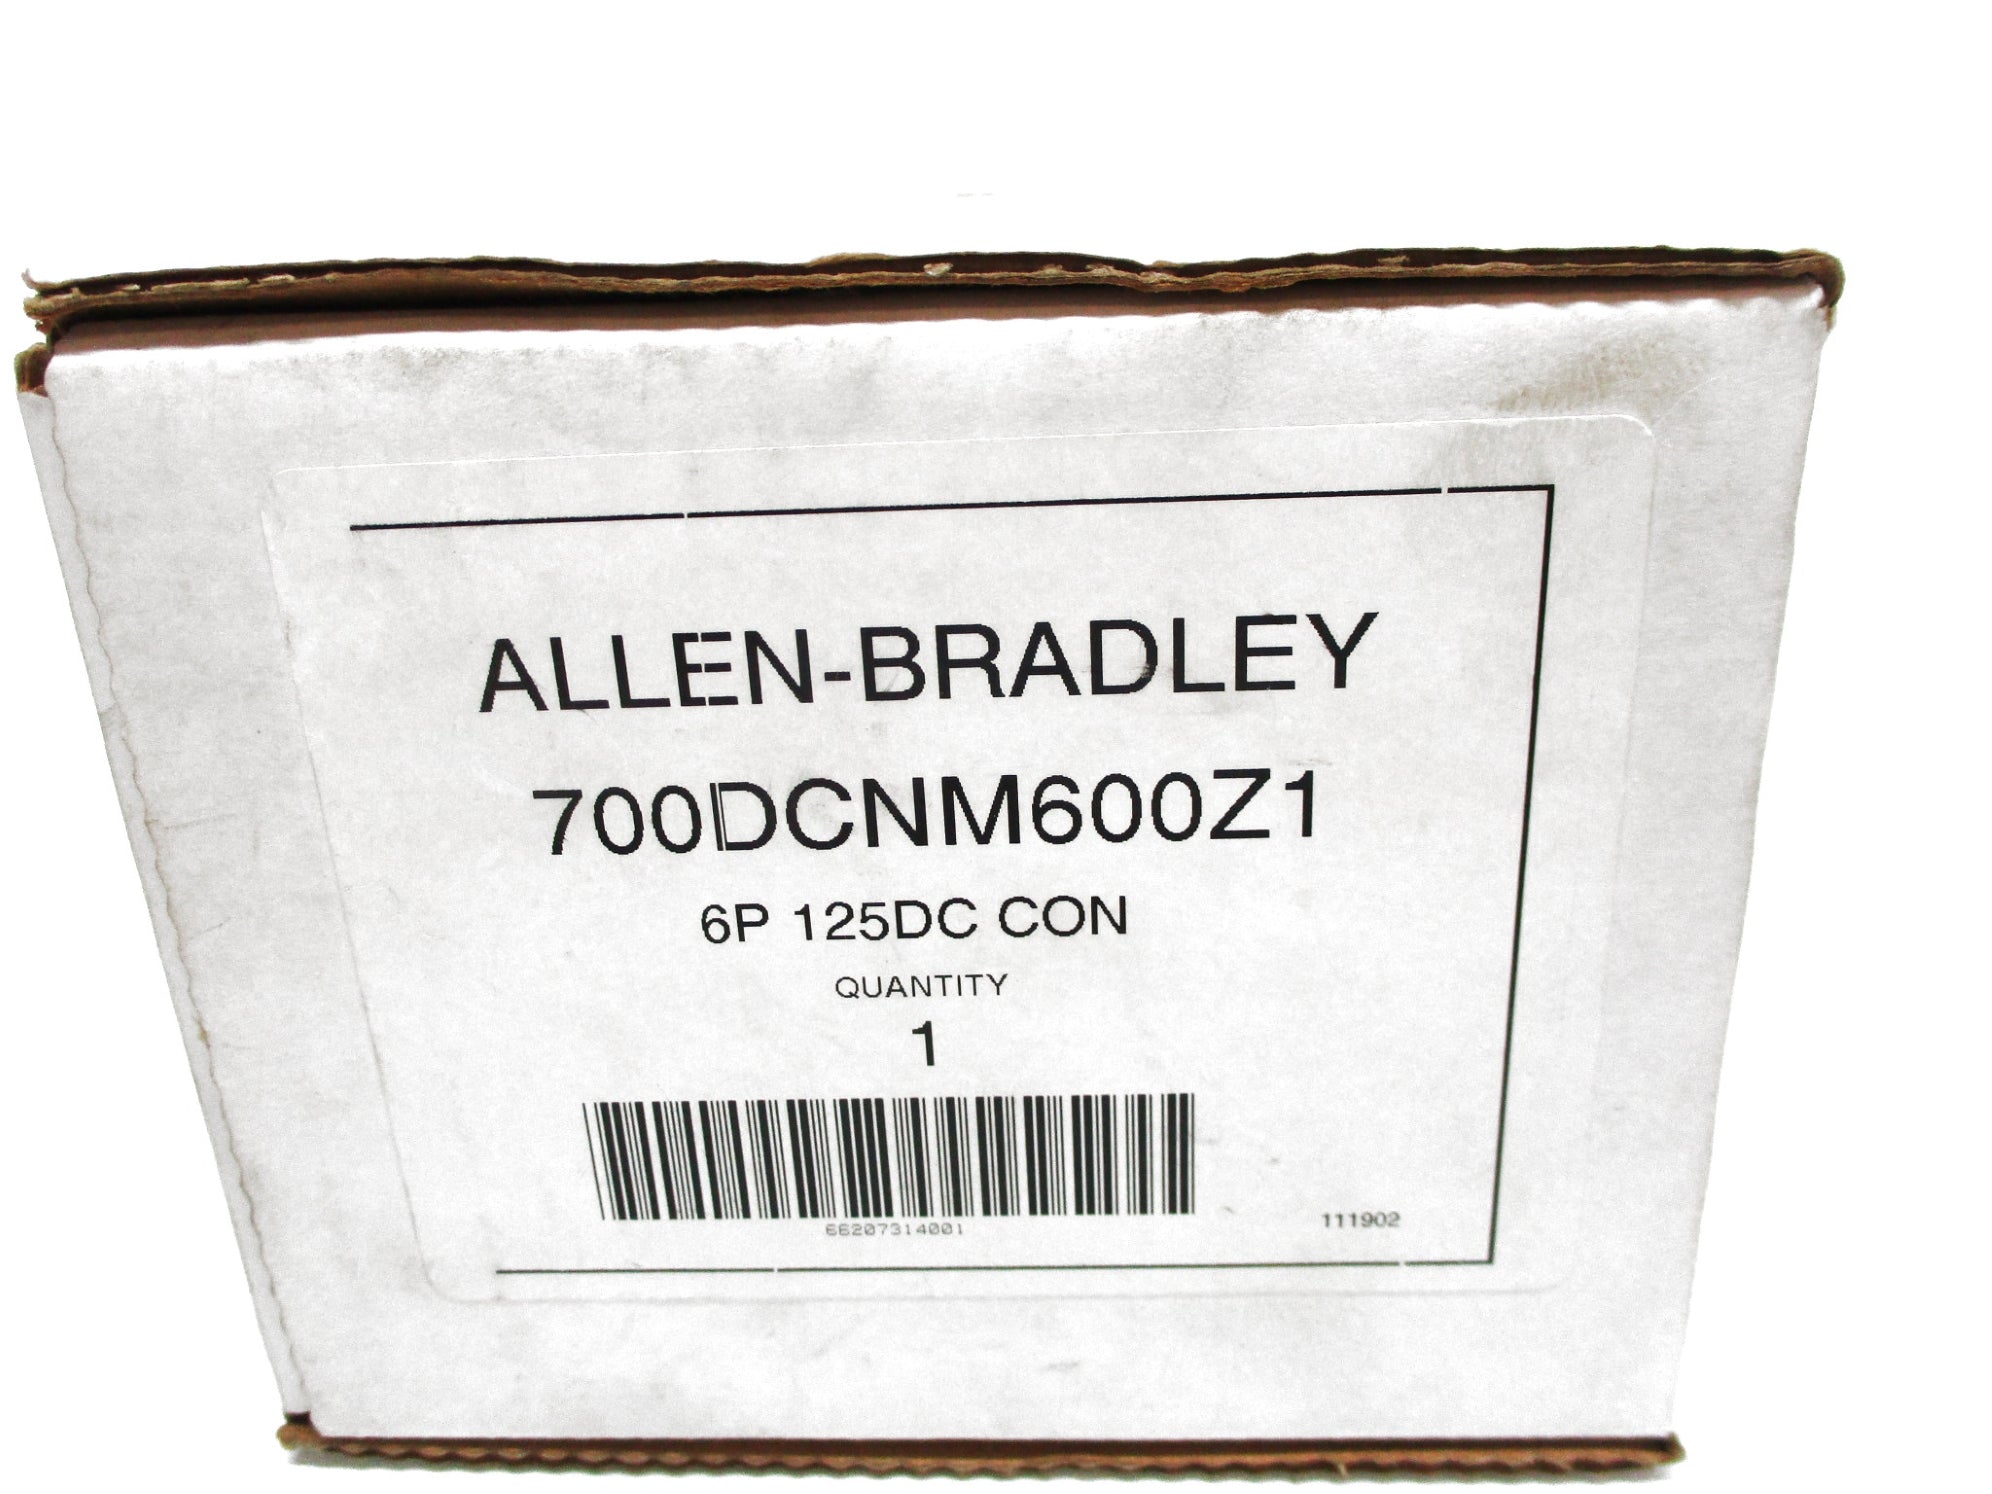 ALLEN-BRADLEY
700DCNM600Z1
6P 125DC CON
QUANTITY
1
66207314001
111902